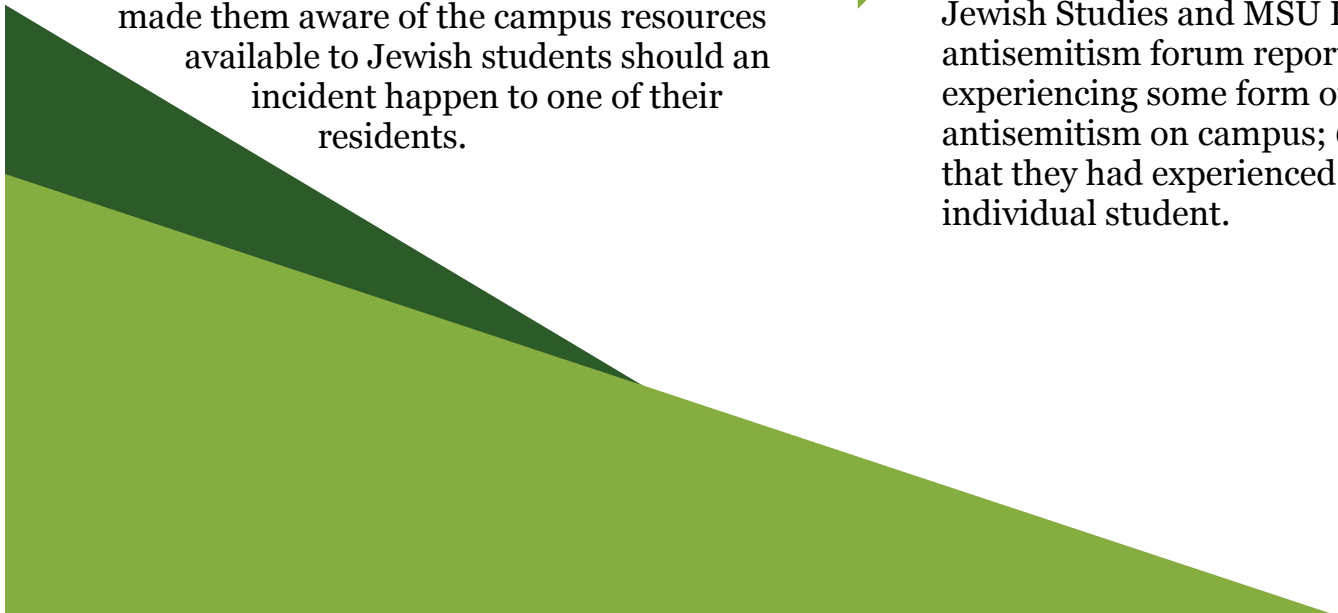 made them aware of the campus resources
available to Jewish students should an
incident happen to one of their
residents.
Jewish Studies and MSU
antisemitism forum
experiencing some form
antisemitism on campus;
that they had experienced
individual student.